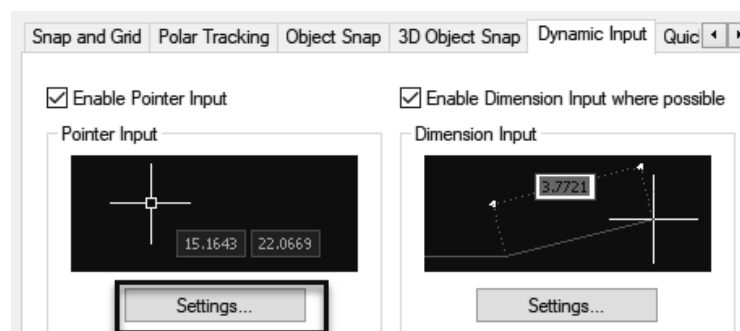 Snap and Grid Polar Tracking Object Snap 3D Object Snap Dynamic Input Quic
Enable Pointer Input
Enable Dimension Input where possible
Pointer Input
Dimension Input
15.1643 22.0669
3.7721
Settings...
Settings...